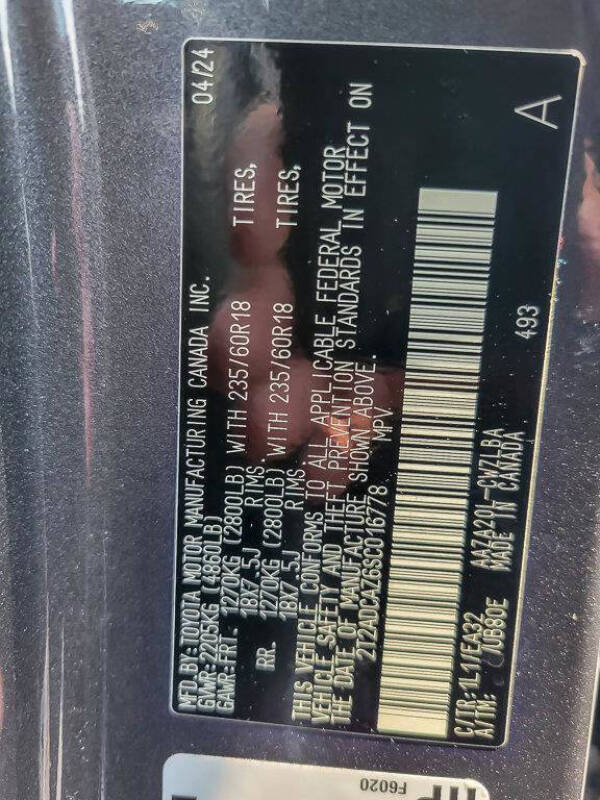 MFD.BY:TOYOTA MOTOR MANUFACTURING CANADA INC. 04/24
GVWR:2205KG (4860LB)
GAWR-FRT. 1270KG (2800LB) WITH 235/60R18 TIRES,
18X7.5J RIMS.
RR. 1270KG (2800LB) WITH 235/60R18 TIRES,
18X7.5J RIMS.
THIS VEHICLE CONFORMS TO ALL APPLICABLE FEDERAL MOTOR
VEHICLE SAFETY AND THEFT PREVENTION STANDARDS IN EFFECT ON
THE DATE OF MANUFACTURE SHOWN ABOVE.
2T2ADCAZ6SC016778 MPV.
C/TR:1L1/EA32 AAZA20L-CWZLBA 493 A
A/TM: /U0B80E MADE IN CANADA
F6020